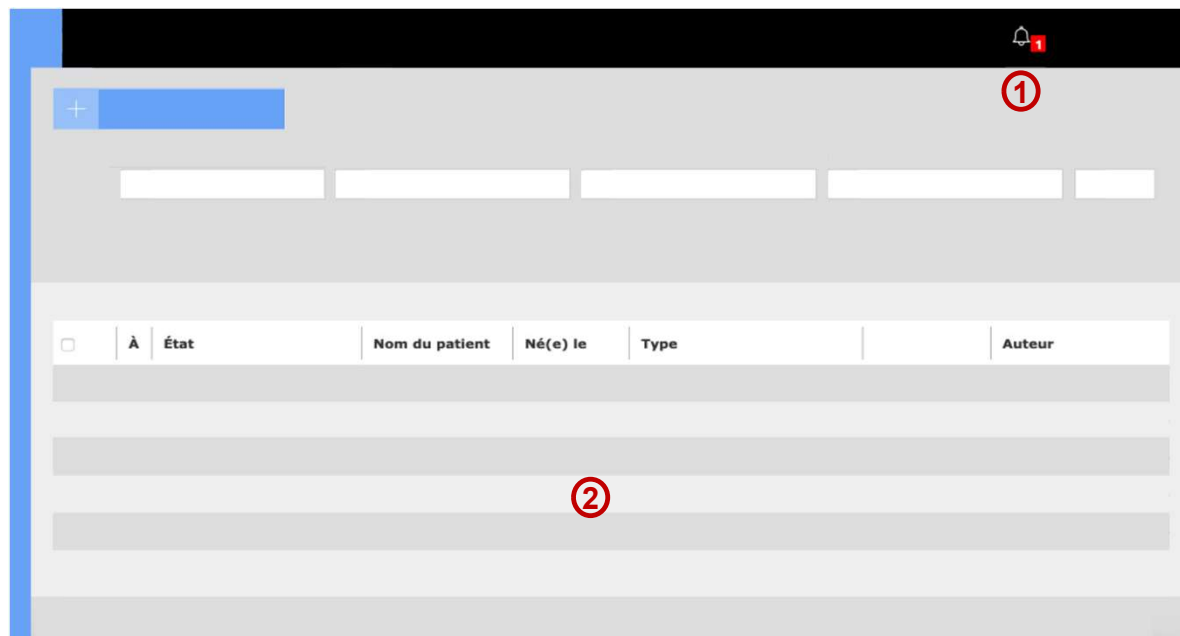 1
1
+
À État Nom du patient Né(e) le Type Auteur
2